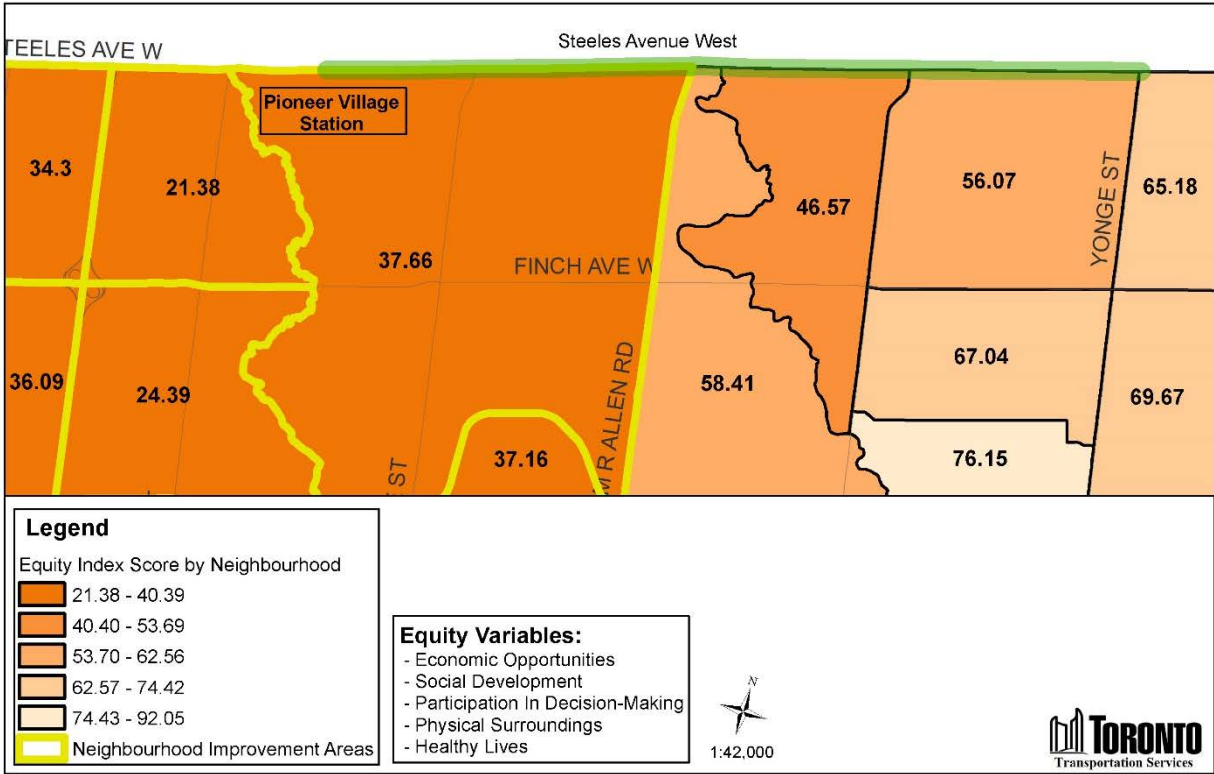 TEELES AVE W
Steeles Avenue West
Pioneer Village
Station
34.3
21.38
37.66
46.57
56.07
65.18
YONGE ST
FINCH AVE W
36.09
24.39
ST
37.16
M R ALLEN RD
58.41
67.04
76.15
69.67
Legend
Equity Index Score by Neighbourhood
21.38 - 40.39
40.40 - 53.69
53.70 - 62.56
62.57 - 74.42
74.43 - 92.05
Neighbourhood Improvement Areas
Equity Variables:
- Economic Opportunities
- Social Development
- Participation In Decision-Making
- Physical Surroundings
- Healthy Lives
N
1:42,000
TORONTO
Transportation Services